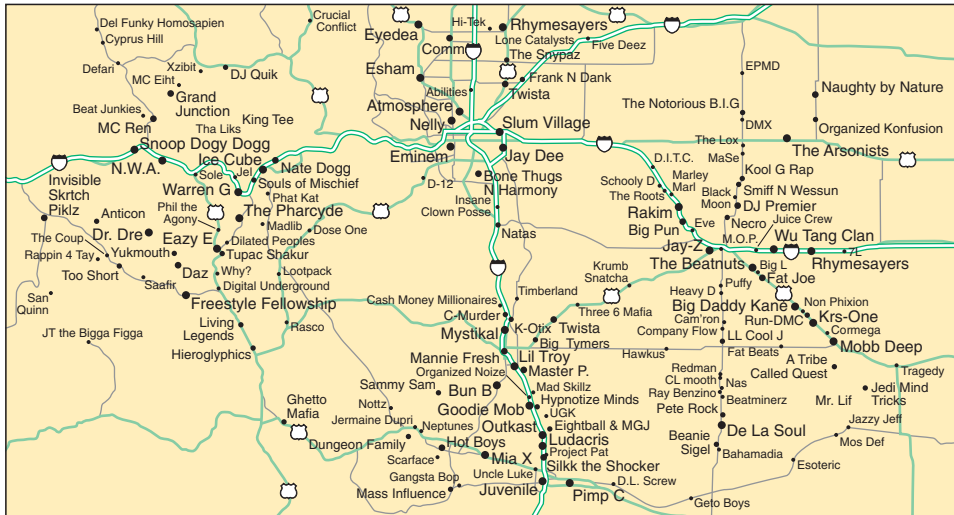 Del Funky Homosapien
Cyprus Hill
Defari
Xzibit
DJ Quik
MC Eiht
Grand
Junction
Beat Junkies
MC Ren
Tha Liks
King Tee
Snoop Dogy Dogg
N.W.A.
Ice Cube
Sole
Jel
Nate Dogg
Souls of Mischief
Warren G
Phat Kat
Invisible
Skrtch
Piklz
Anticon
Phil the
Agony
The Pharcyde
Madlib
Dose One
Dr. Dre
Eazy E
Dilated Peoples
Tupac Shakur
The Coup
Rappin 4 Tay
Yukmouth
Too Short
Daz
Why?
Lootpack
Saafir
Digital Underground
Freestyle Fellowship
San
Quinn
JT the Bigga Figga
Living
Legends
Rasco
Hieroglyphics
Ghetto
Mafia
Crucial
Conflict
Eyedea
Hi-Tek
Rhymesayers
Comm
Lone Catalysts
Five Deez
The Snypaz
Esham
Frank N Dank
Abilities
Twista
Atmosphere
Nelly
Slum Village
Eminem
Jay Dee
Bone Thugs
N Harmony
D-12
Insane
Clown Posse
Natas
Cash Money Millionaires
Timberland
C-Murder
Krumb
Snatcha
Three 6 Mafia
Mystikal
K-Otix
Twista
Big Tymers
Mannie Fresh
Lil Troy
Organized Noize
Master P.
Sammy Sam
Bun B
Mad Skillz
Hypnotize Minds
Nottz
Goodie Mob
UGK
Jermaine Dupri
Neptunes
Outkast
Eightball & MGJ
Dungeon Family
Hot Boys
Ludacris
Project Pat
Scarface
Mia X
Silkk the Shocker
Gangsta Bop
Uncle Luke
Mass Influence
Juvenile
Pimp C
D.L. Screw
Geto Boys
EPMD
Naughty by Nature
The Notorious B.I.G
DMX
Organized Konfusion
The Lox
The Arsonists
MaSe
D.I.T.C.
Kool G Rap
Schooly D
Marley
Marl
The Roots
Black
Moon
Smiff N Wessun
DJ Premier
Rakim
Big Pun
Eve
Necro
Juice Crew
M.O.P.
Wu Tang Clan
Jay-Z
7L
The Beatnuts
Big L
Rhymesayers
Puffy
Fat Joe
Heavy D
Big Daddy Kane
Non Phixion
Cam'ron
Run-DMC
Krs-One
Company Flow
Cormega
LL Cool J
Hawkus
Fat Beats
Mobb Deep
A Tribe
Called Quest
Tragedy
Redman
CL mooth
Nas
Ray Benzino
Beatminerz
Mr. Lif
Jedi Mind
Tricks
Pete Rock
De La Soul
Jazzy Jeff
Mos Def
Beanie
Sigel
Bahamadia
Esoteric